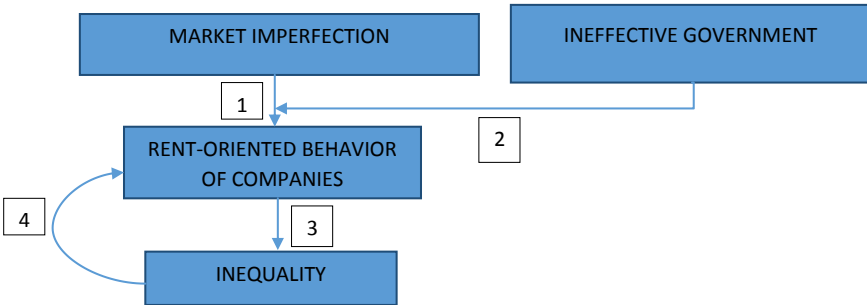 MARKET IMPERFECTION
INEFFECTIVE GOVERNMENT
1
2
RENT-ORIENTED BEHAVIOR
OF COMPANIES
4
3
INEQUALITY